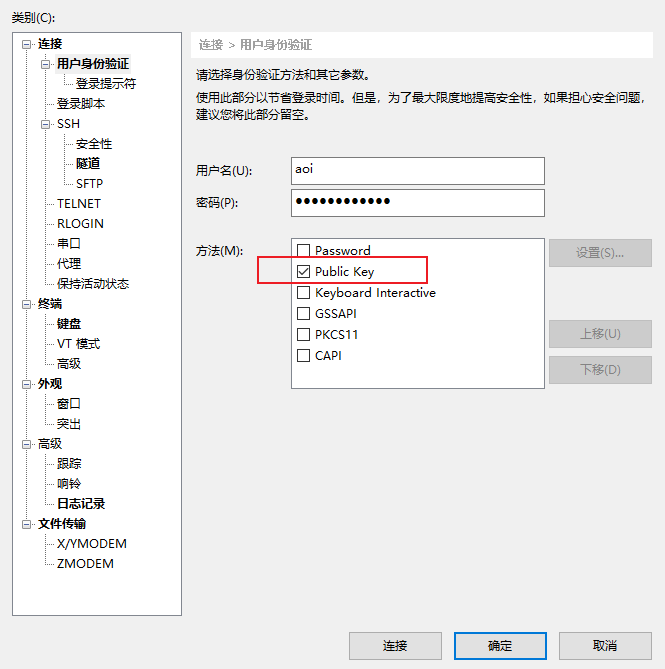 类别(C):
连接
用户身份验证
登录提示符
登录脚本
SSH
安全性
隧道
SFTP
TELNET
RLOGIN
串口
代理
保持活动状态
终端
键盘
VT 模式
高级
外观
窗口
突出
高级
跟踪
响铃
日志记录
文件传输
X/YMODEM
ZMODEM
连接 > 用户身份验证
请选择身份验证方法和其它参数。
使用此部分以节省登录时间。但是，为了最大限度地提高安全性，如果担心安全问题，
建议您将此部分留空。
用户名(U):
aoi
密码(P):
●●●●●●●●●●●●
方法(M):
Password
Public Key
Keyboard Interactive
GSSAPI
PKCS11
CAPI
设置(S)...
上移(U)
下移(D)
连接
确定
取消